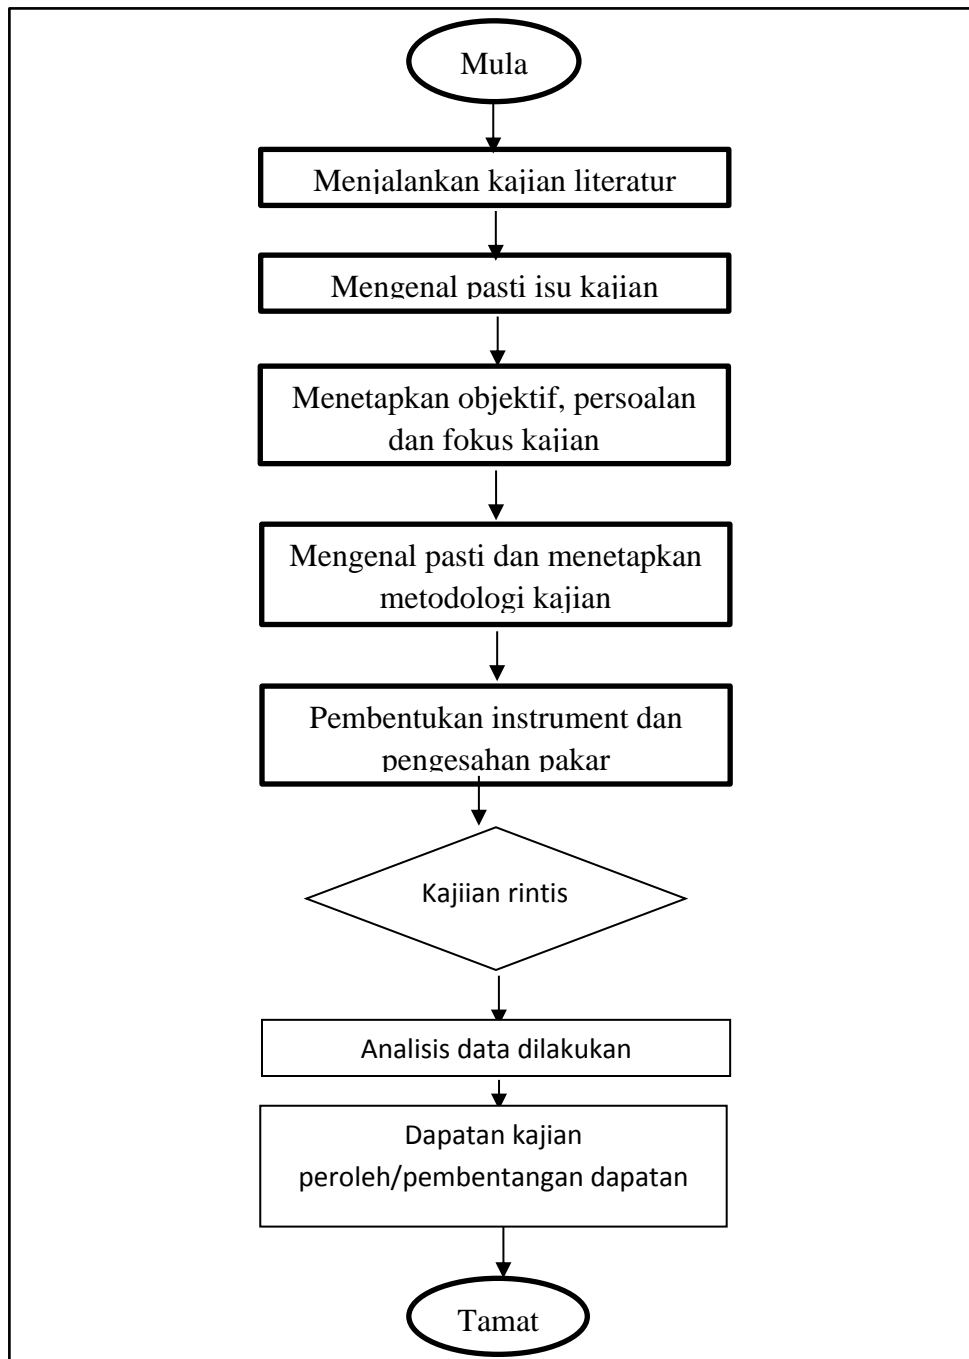 Mula
Menjalankan kajian literatur
Mengenal pasti isu kajian
Menetapkan objektif, persoalan
dan fokus kajian
Mengenal pasti dan menetapkan
metodologi kajian
Pembentukan instrument dan
pengesahan pakar
Kajiian rintis
Analisis data dilakukan
Dapatan kajian
peroleh/pembentangan dapatan
Tamat